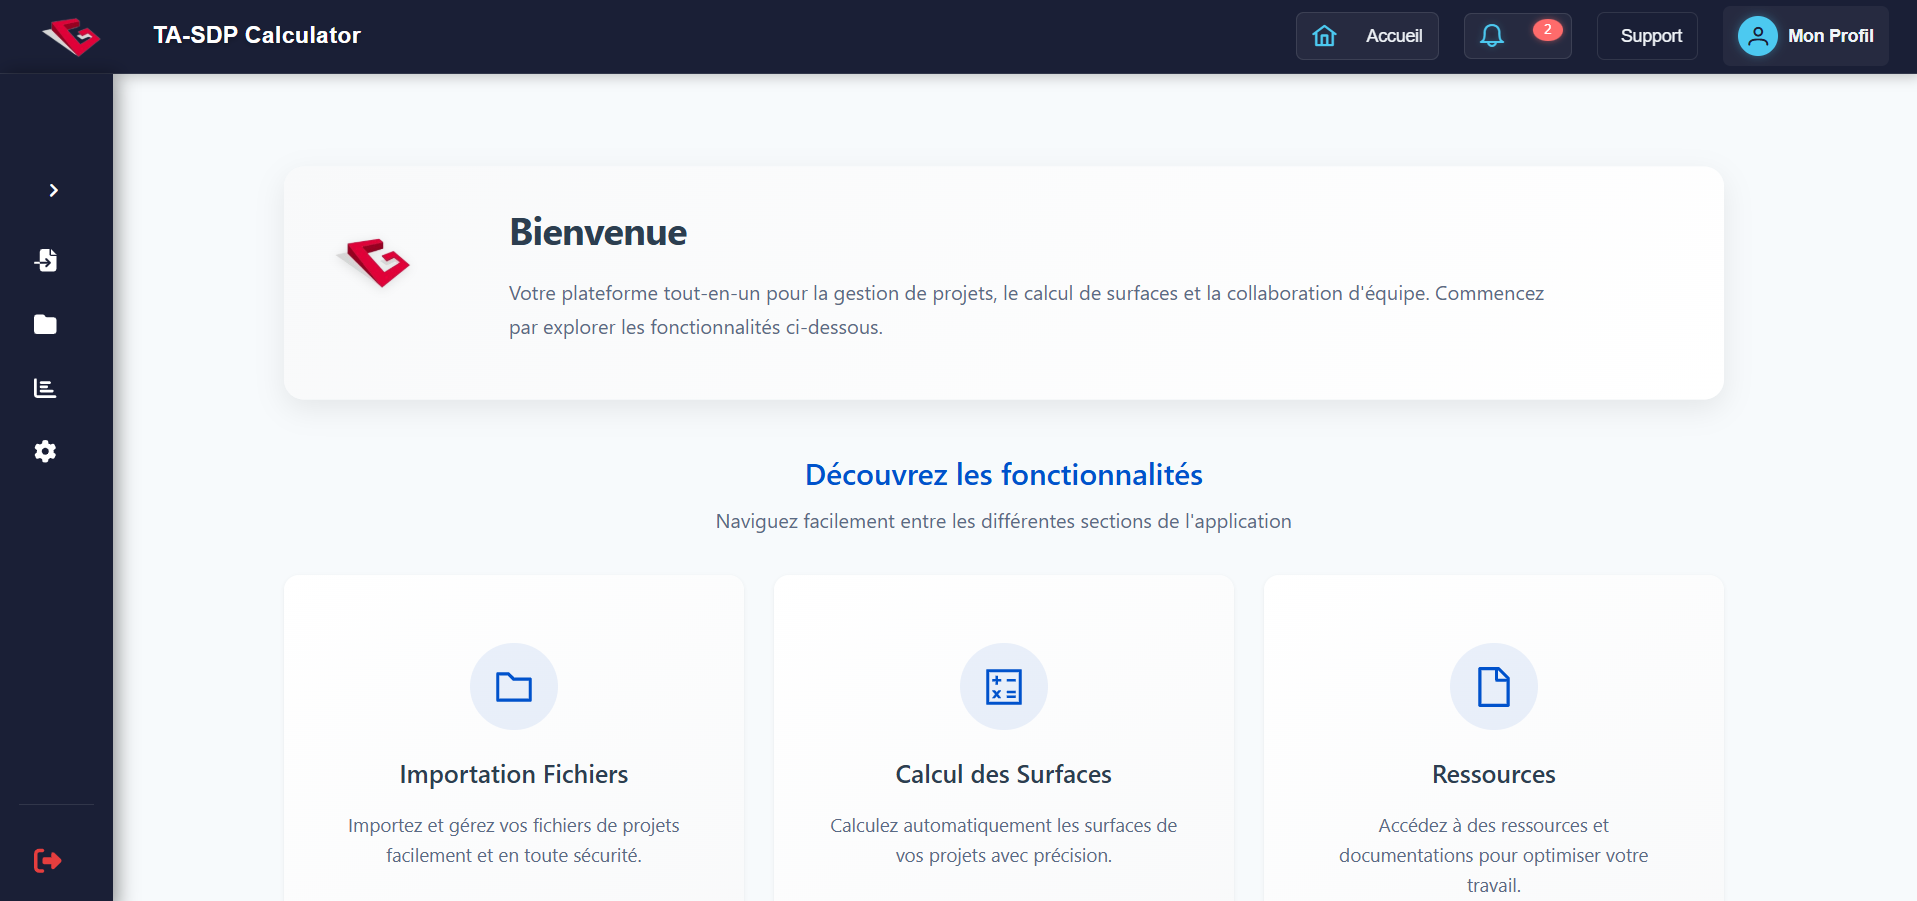 TA-SDP Calculator
Accueil
2
Support
Mon Profil
Bienvenue
Votre plateforme tout-en-un pour la gestion de projets, le calcul de surfaces et la collaboration d'équipe. Commencez
par explorer les fonctionnalités ci-dessous.
Découvrez les fonctionnalités
Naviguez facilement entre les différentes sections de l'application
Importation Fichiers
Importez et gérez vos fichiers de projets
facilement et en toute sécurité.
Calcul des Surfaces
Calculez automatiquement les surfaces de
vos projets avec précision.
Ressources
Accédez à des ressources et
documentations pour optimiser votre
travail.